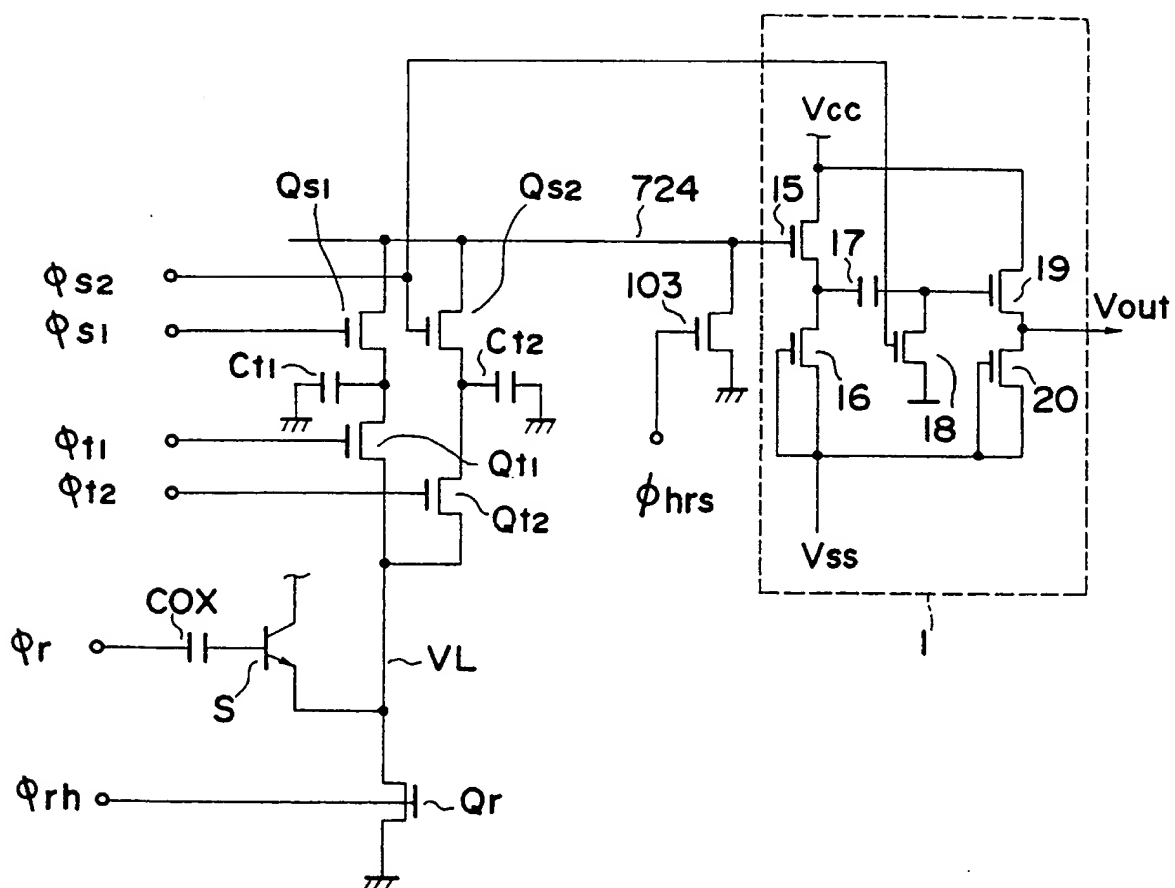 Vcc
Qs1
Qs2
724
15
17
19
φs2
φs1
103
Vout
Ct1
Ct2
16
18
20
φt1
Qt1
φt2
Qt2
φhrs
Vss
COX
φr
S
VL
1
φrh
Qr